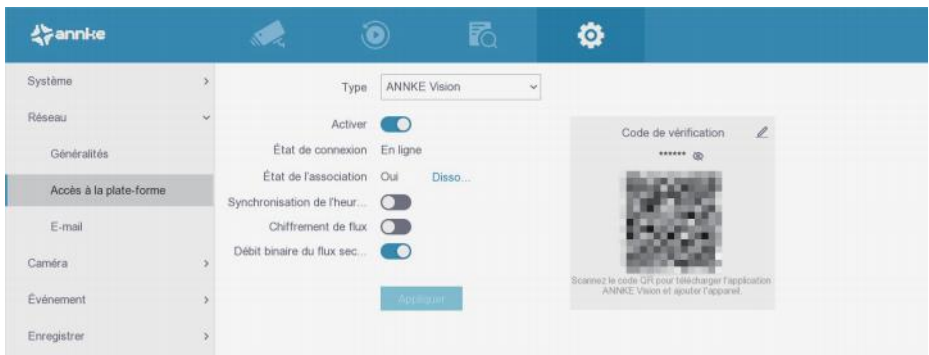 annke
Système
Réseau
Généralités
Accès à la plate-forme
E-mail
Caméra
Événement
Enregistrer
Type ANNKE Vision
Activer
État de connexion En ligne
État de l'association Oui Disso...
Synchronisation de l'heur...
Chiffrement de flux
Débit binaire du flux sec...
Appliquer
Code de vérification
******
Scannez le code QR pour télécharger l'application
ANNKE Vision et ajouter l'appareil.